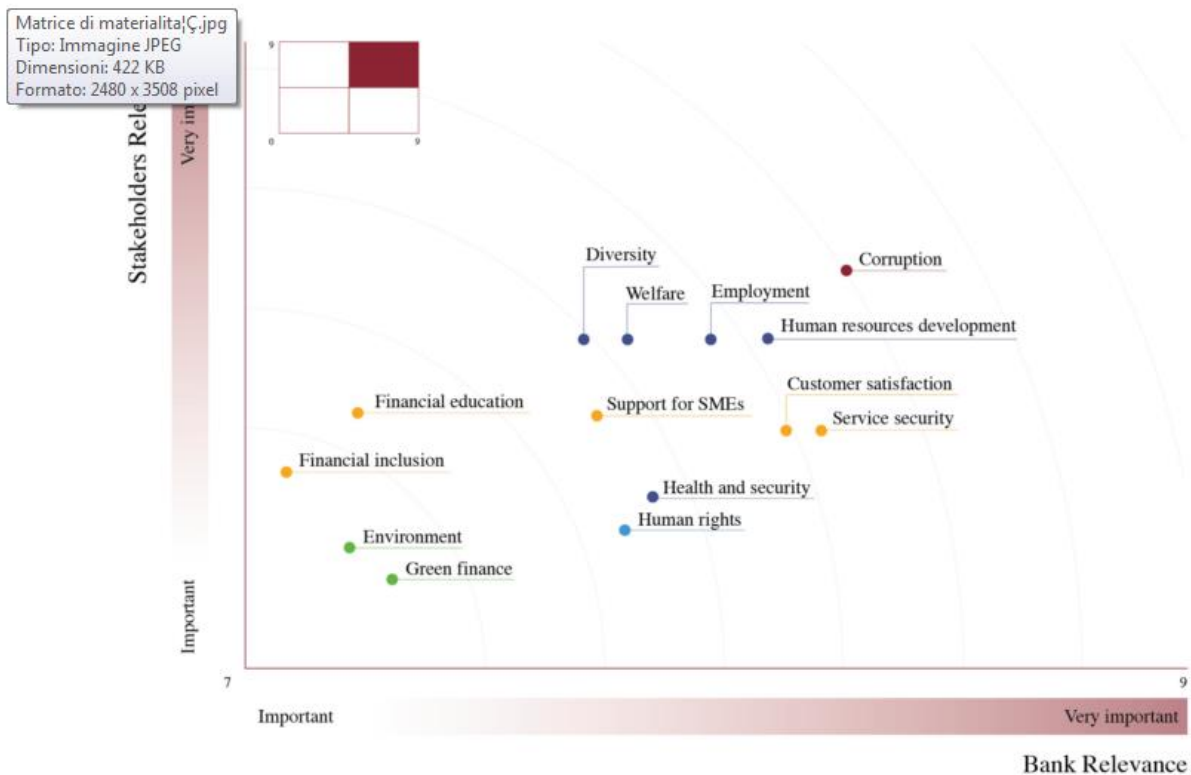 Matrice di materialita¦Ç.jpg
Tipo: Immagine JPEG
Dimensioni: 422 KB
Formato: 2480 x 3508 pixel
9
0
9
Stakeholders
Very
Diversity
Corruption
Welfare
Employment
Human resources development
Customer satisfaction
Financial education
Support for SMEs
Service security
Financial inclusion
Health and security
Human rights
Environment
Green finance
Important
7
9
Important
Very important
Bank Relevance